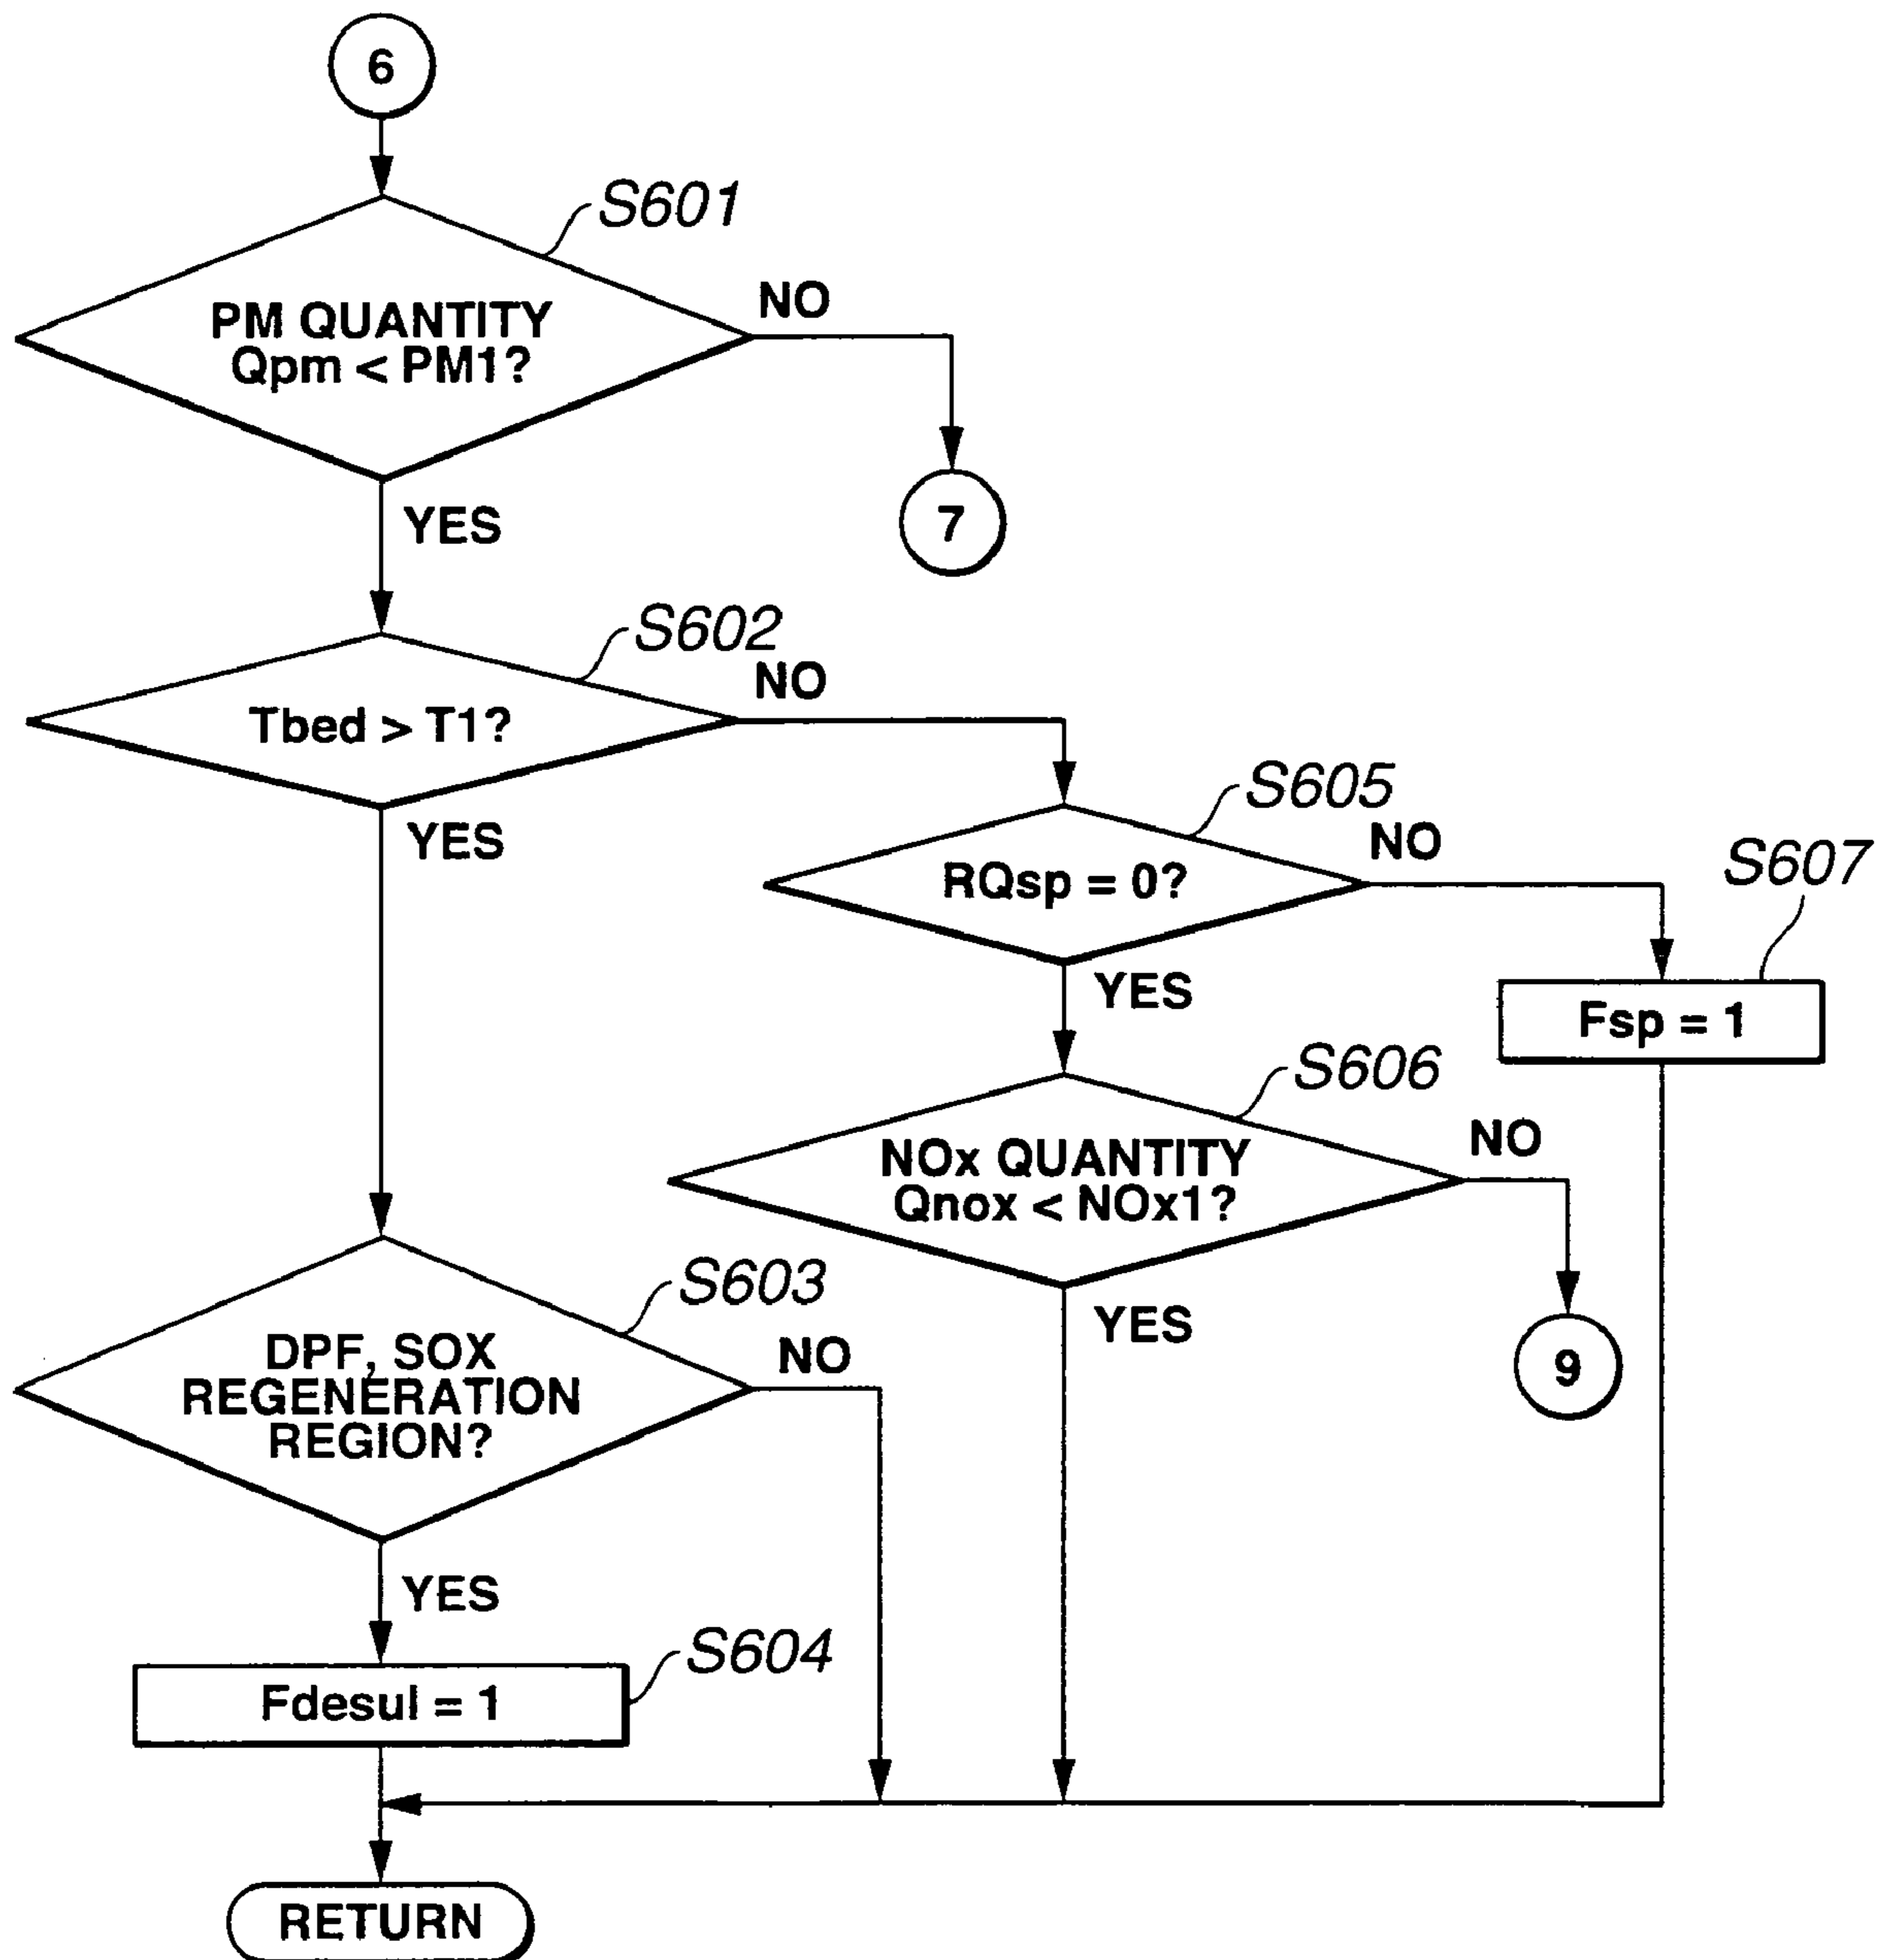 6
S601
PM QUANTITY
Qpm < PM1?
NO
7
YES
S602
NO
Tbed > T1?
YES
S605
NO
RQsp = 0?
S607
YES
Fsp = 1
S606
NOx QUANTITY
Qnox < NOx1?
NO
9
YES
S603
DPF, SOX
REGENERATION
REGION?
NO
YES
S604
Fdesul = 1
RETURN